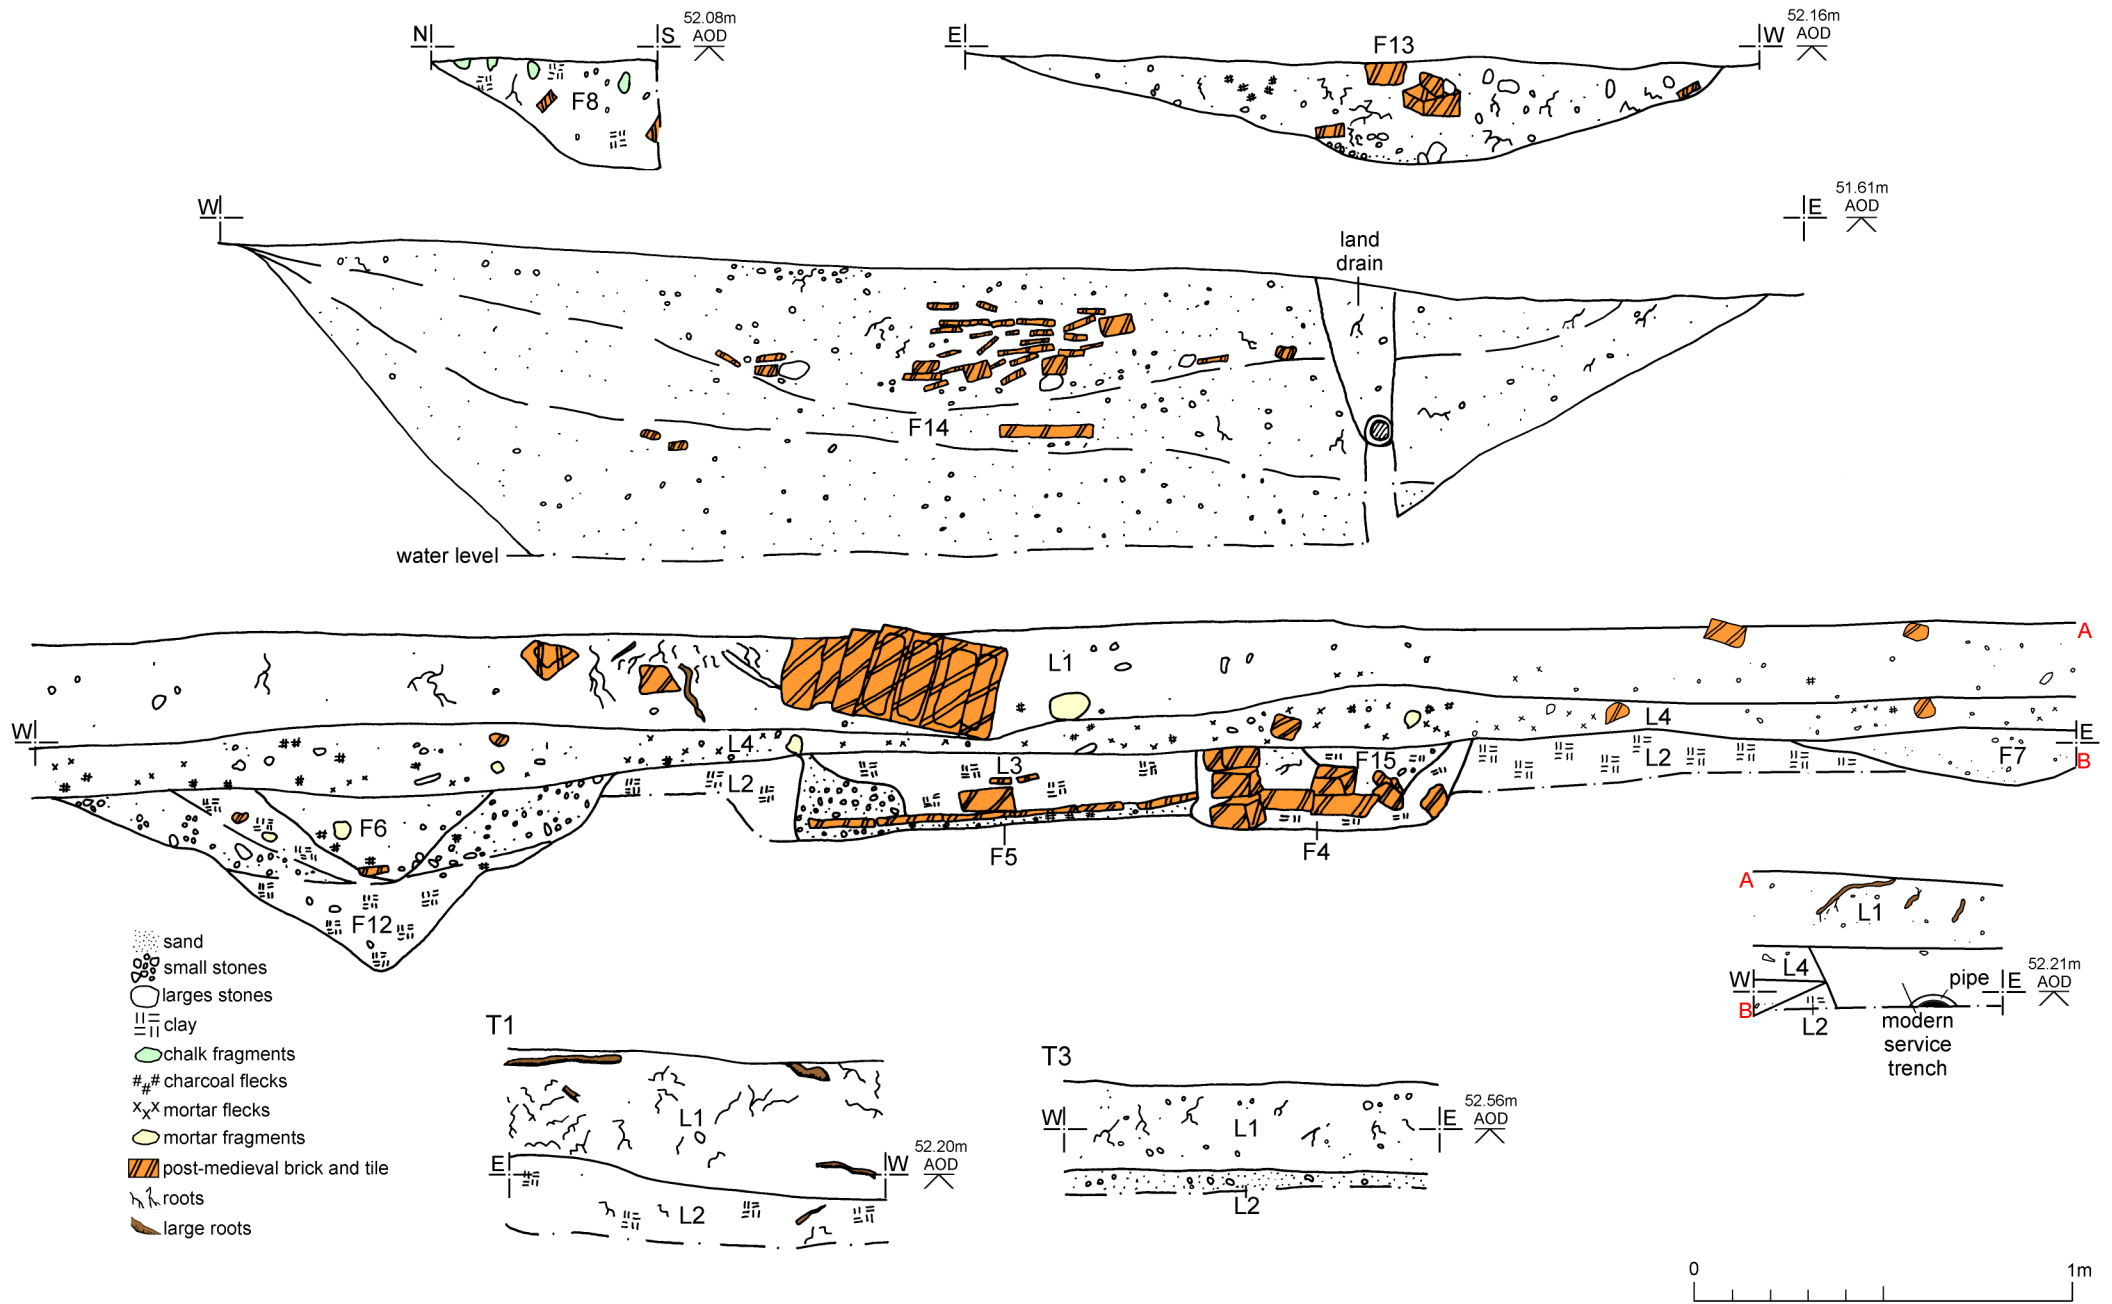 N
S
52.08m
AOD
F8
E
F13
W
52.16m
AOD
W
land
drain
E
51.61m
AOD
F14
water level
A
L1
W
L4
L4
E
L3
F15
L2
L2
F7
B
F6
F5
F4
F12
A
L1
L4
W
pipe
E
52.21m
AOD
B
L2
modern
service
trench
sand
small stones
larges stones
clay
chalk fragments
charcoal flecks
mortar flecks
mortar fragments
post-medieval brick and tile
roots
large roots
T1
L1
E
W
52.20m
AOD
L2
T3
W
L1
E
52.56m
AOD
L2
0
1m